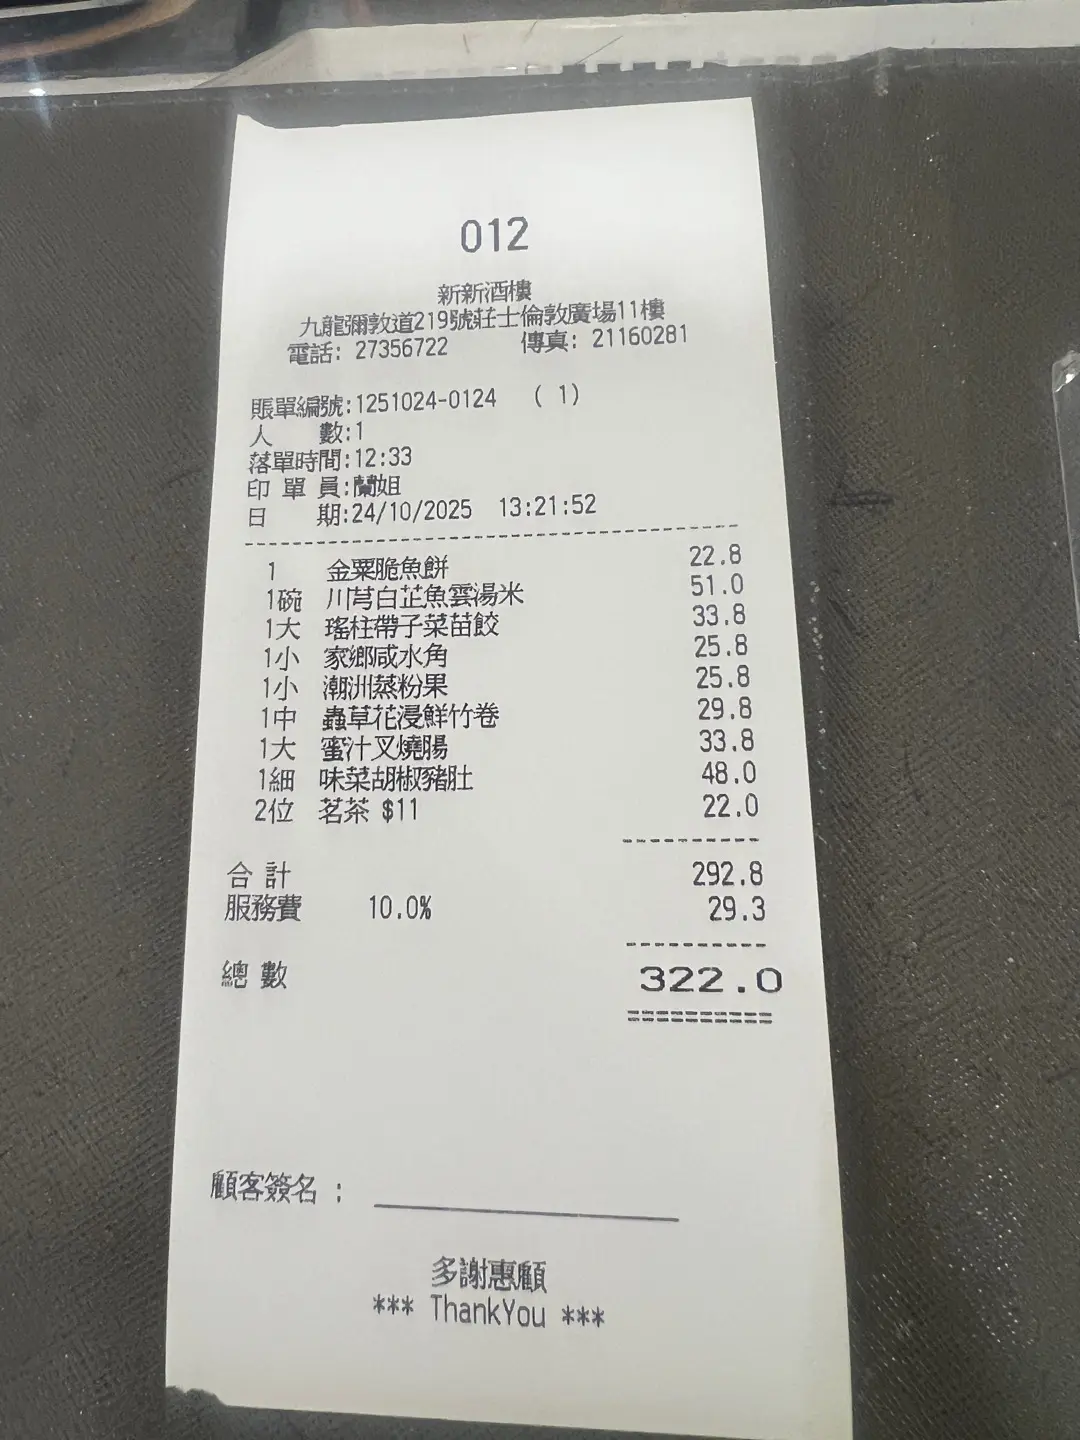 012
新新酒樓
九龍彌敦道219號莊士倫敦廣場11樓
電話: 27356722 傳真: 21160281
賬單編號:1251024-0124 ( 1)
人 數:1
落單時間:12:33
印 單 員:蘭姐
日 期:24/10/2025 13:21:52
1 金粟脆魚餅 22.8
1碗 川芎白芷魚雲湯米 51.0
1大 瑤柱帶子菜苗餃 33.8
1小 家鄉咸水角 25.8
1小 潮洲蒸粉果 25.8
1中 蟲草花浸鮮竹卷 29.8
1大 蜜汁叉燒腸 33.8
1細 味菜胡椒豬肚 48.0
2位 茗茶 $11 22.0
合 計 292.8
服務費 10.0% 29.3
總 數 322.0
顧客簽名 :
多謝惠顧
*** ThankYou ***